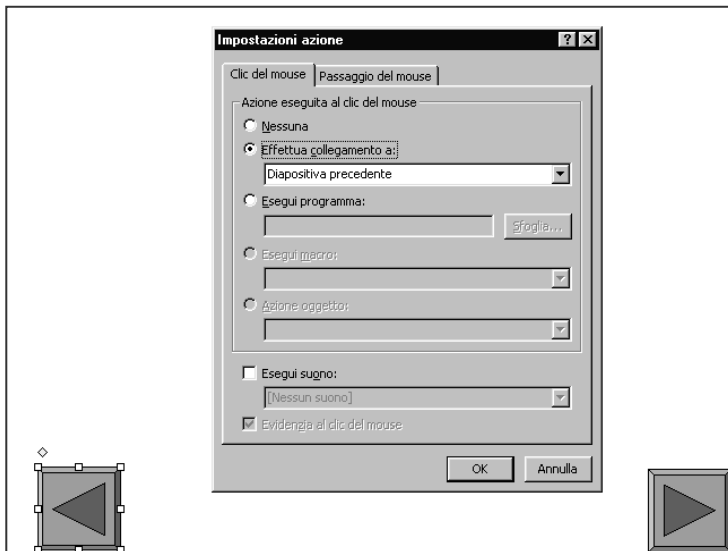 Impostazioni azione
Clic del mouse
Passaggio del mouse
Azione eseguita al clic del mouse
Nessuna
Effettua collegamento a:
Diapositiva precedente
Esegui programma:
Sfoglia...
Esegui macro:
Azione oggetto:
Esegui suono:
[Nessun suono]
Evidenzia al clic del mouse
OK
Annulla